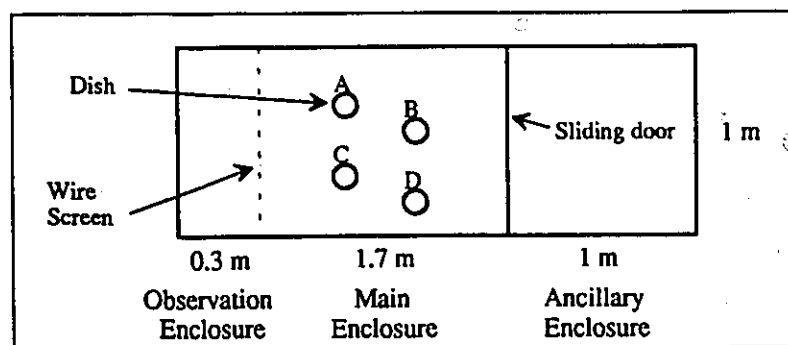 Dish
A
B
C
D
Sliding door
1 m
Wire
Screen
0.3 m
1.7 m
1 m
Observation
Enclosure
Main
Enclosure
Ancillary
Enclosure